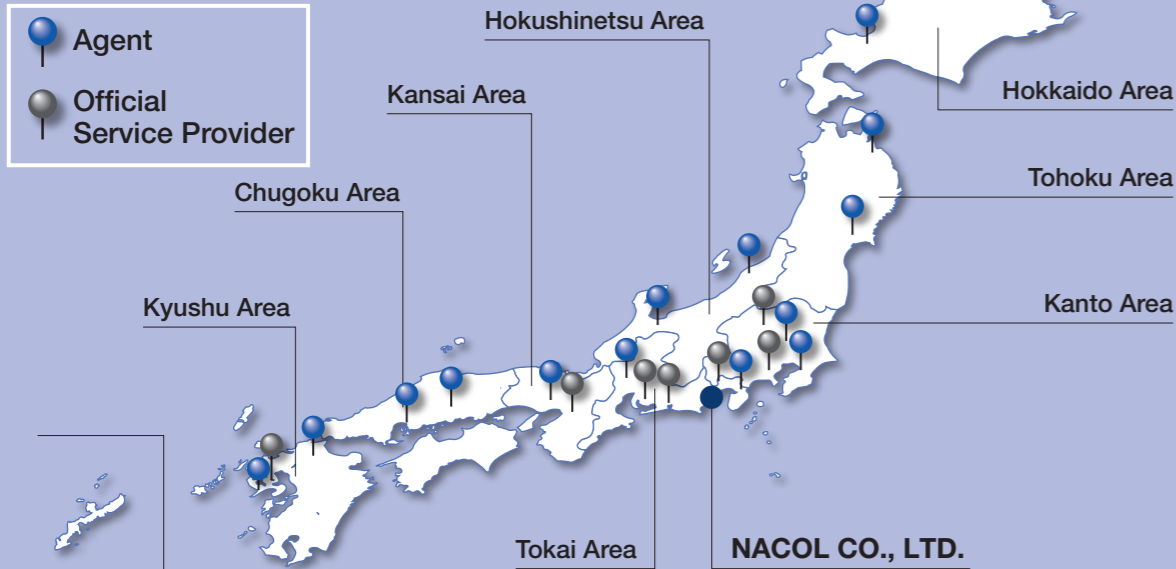 Agent
Official
Service Provider
Hokushinetsu Area
Kansai Area
Hokkaido Area
Chugoku Area
Tohoku Area
Kyushu Area
Kanto Area
Tokai Area
NACOL CO., LTD.